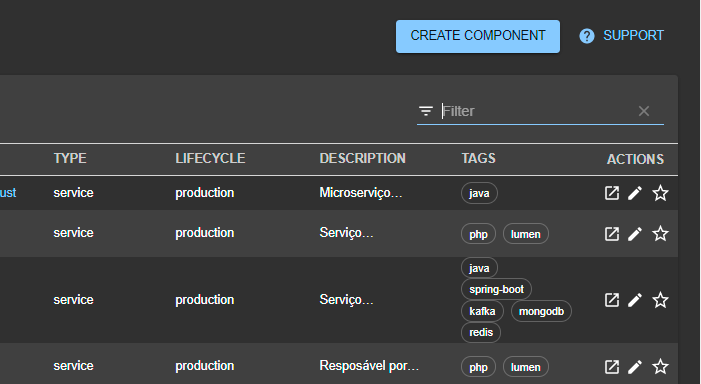 CREATE COMPONENT SUPPORT
Filter
TYPE LIFECYCLE DESCRIPTION TAGS ACTIONS
ust service production Microserviço... java
service production Serviço... php lumen
java
spring-boot
service production Serviço... kafka mongodb
redis
service production Resposável por... php lumen